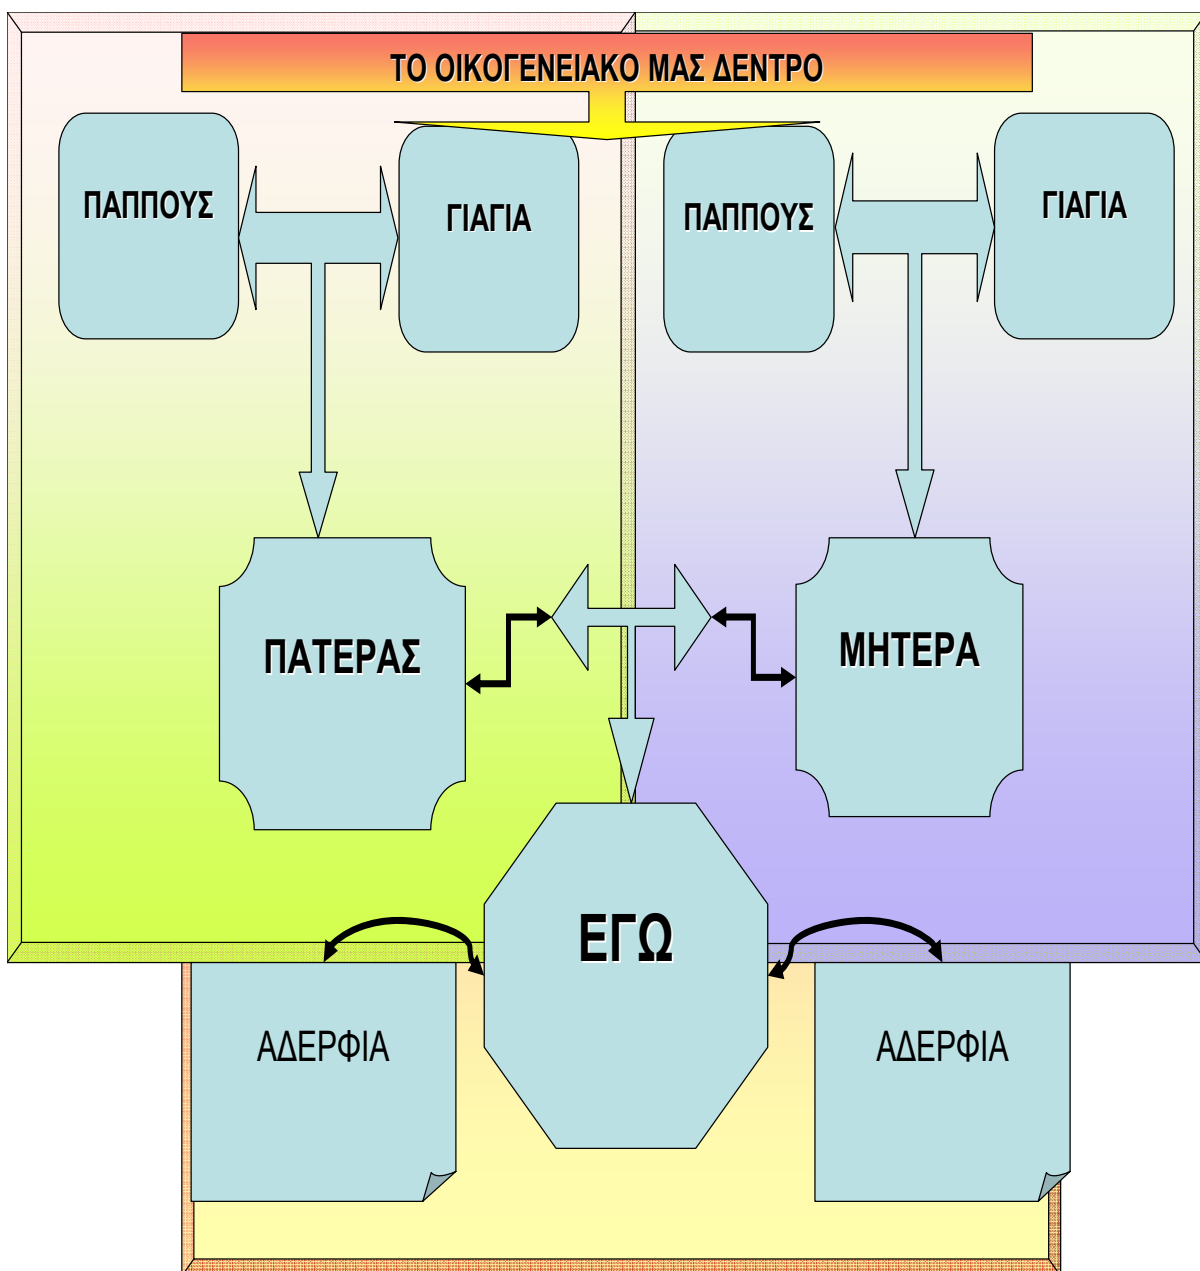 ΤΟ ΟΙΚΟΓΕΝΕΙΑΚΟ ΜΑΣ ΔΕΝΤΡΟ
ΠΑΠΠΟΥΣ
ΓΙΑΓΙΑ
ΠΑΠΠΟΥΣ
ΓΙΑΓΙΑ
ΠΑΤΕΡΑΣ
ΜΗΤΕΡΑ
ΕΓΩ
ΑΔΕΡΦΙΑ
ΑΔΕΡΦΙΑ